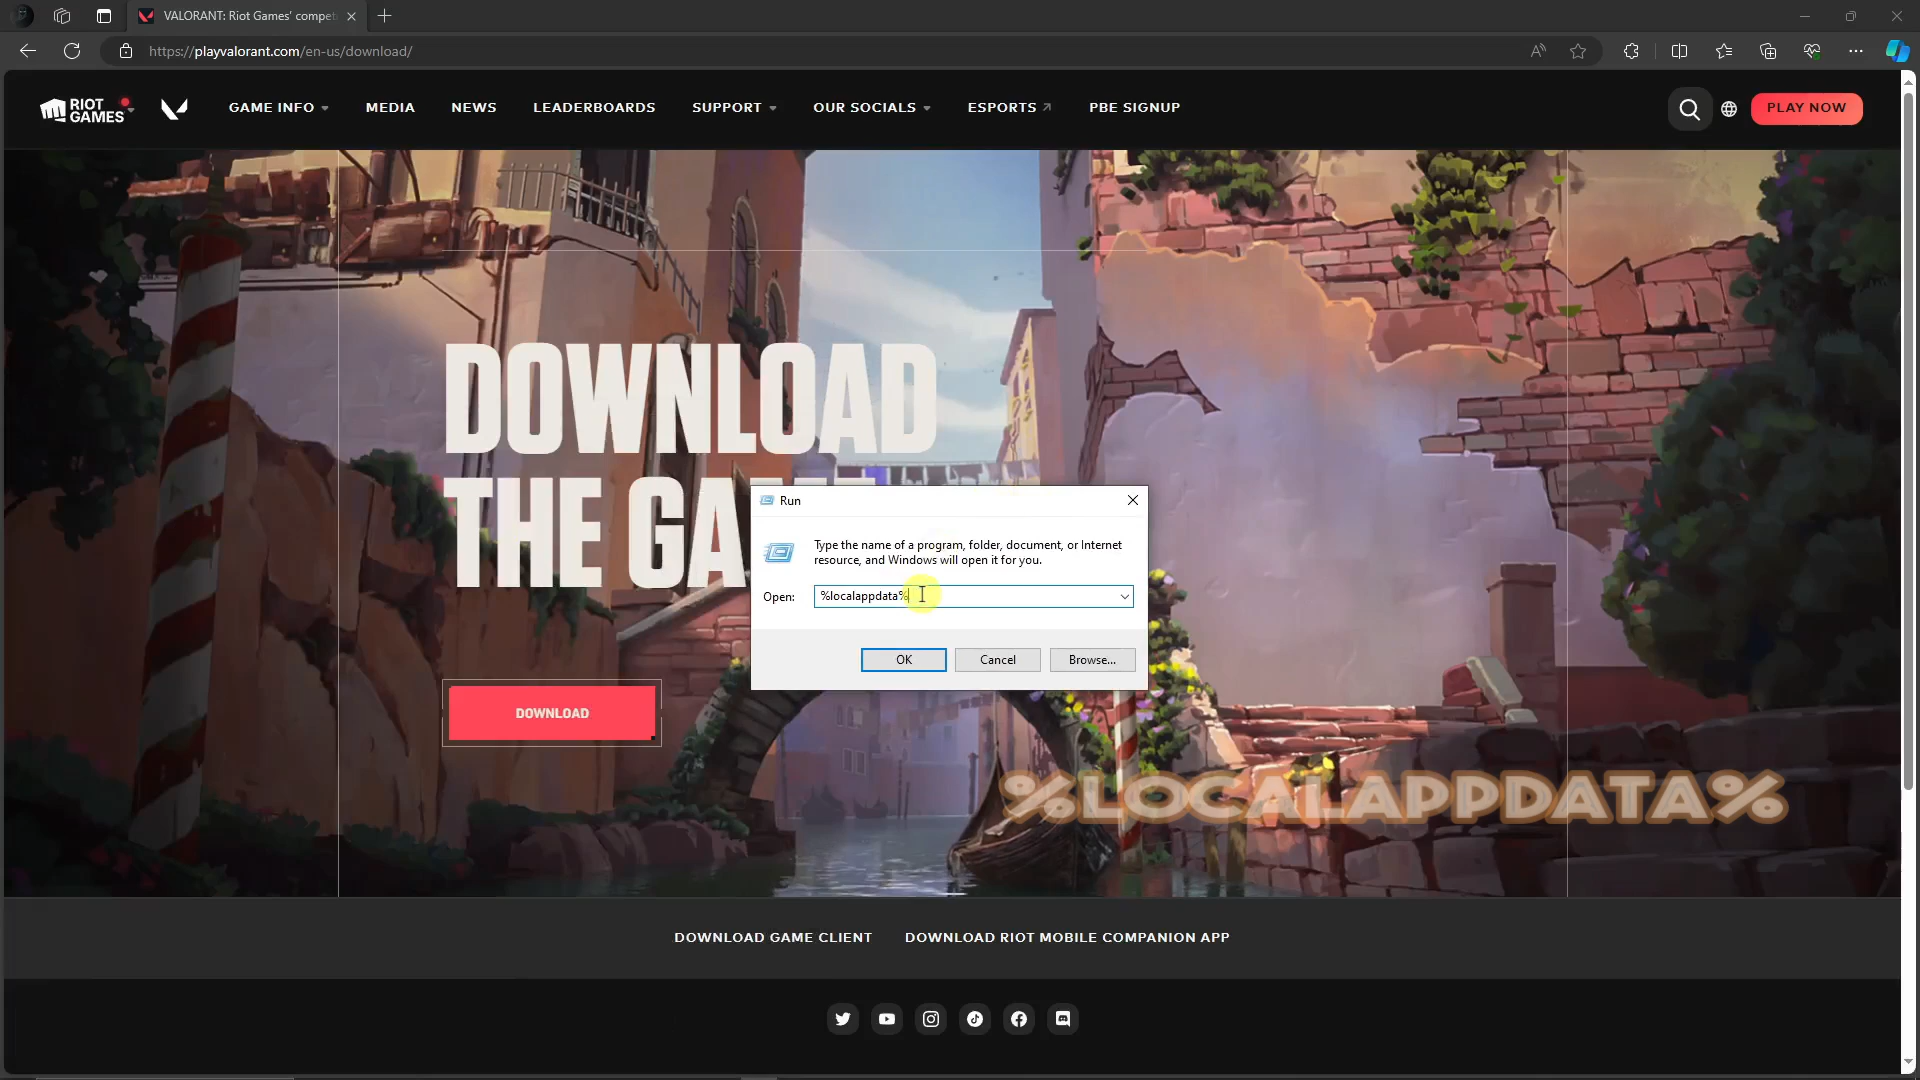 VALORANT: Riot Games' compet
https://playvalorant.com/en-us/download/
RIOT GAMES
GAME INFO
MEDIA
NEWS
LEADERBOARDS
SUPPORT
OUR SOCIALS
ESPORTS
PBE SIGNUP
PLAY NOW
DOWNLOAD
THE GA
Run
Type the name of a program, folder, document, or Internet
resource, and Windows will open it for you.
Open:
%localappdata%
OK
Cancel
Browse...
DOWNLOAD
%LOCALAPPDATA%
DOWNLOAD GAME CLIENT
DOWNLOAD RIOT MOBILE COMPANION APP